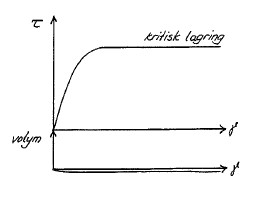 τ
kritisk lagring
γ
volym
γ